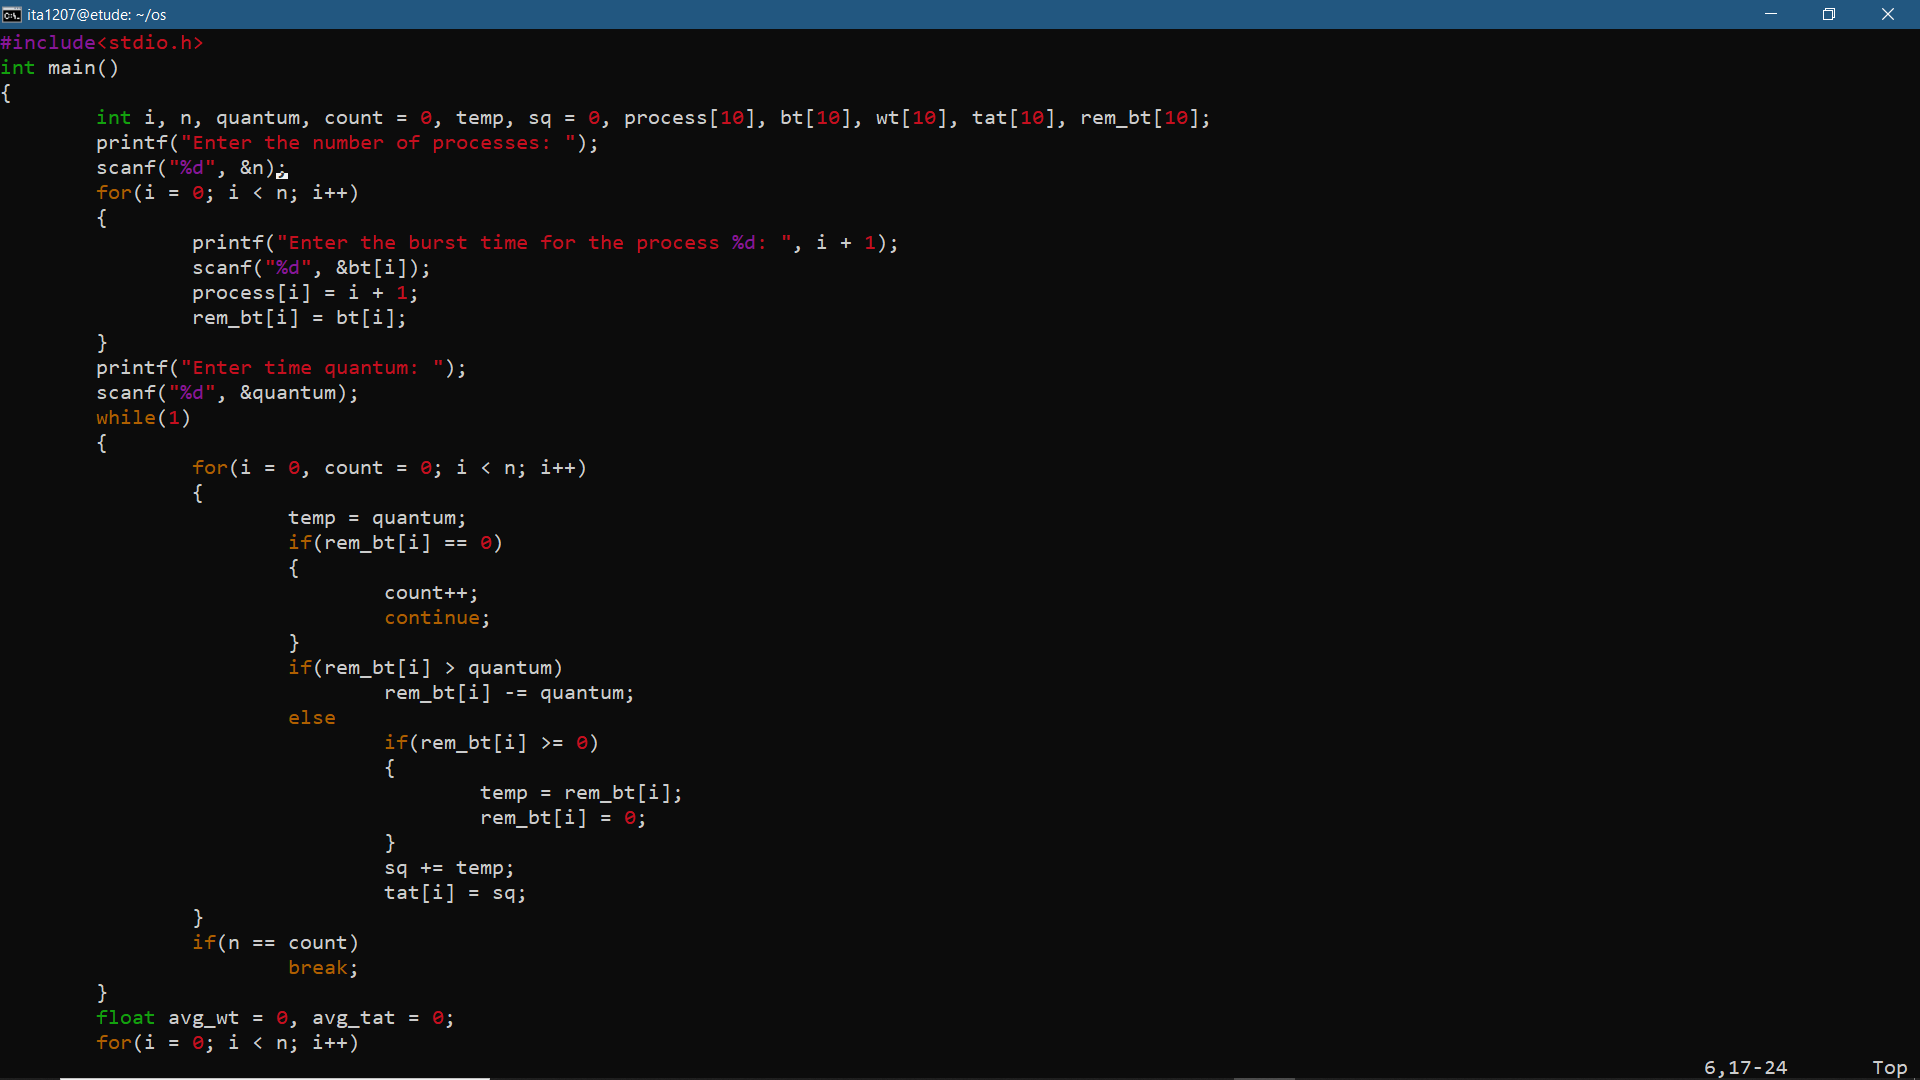 ita1207@etude: ~/os
#include<stdio.h>
int main()
{
        int i, n, quantum, count = 0, temp, sq = 0, process[10], bt[10], wt[10], tat[10], rem_bt[10];
        printf("Enter the number of processes: ");
        scanf("%d", &n);
        for(i = 0; i < n; i++)
        {
                printf("Enter the burst time for the process %d: ", i + 1);
                scanf("%d", &bt[i]);
                process[i] = i + 1;
                rem_bt[i] = bt[i];
        }
        printf("Enter time quantum: ");
        scanf("%d", &quantum);
        while(1)
        {
                for(i = 0, count = 0; i < n; i++)
                {
                        temp = quantum;
                        if(rem_bt[i] == 0)
                        {
                                count++;
                                continue;
                        }
                        if(rem_bt[i] > quantum)
                                rem_bt[i] -= quantum;
                        else
                                if(rem_bt[i] >= 0)
                                {
                                        temp = rem_bt[i];
                                        rem_bt[i] = 0;
                                }
                                sq += temp;
                                tat[i] = sq;
                }
                if(n == count)
                        break;
        }
        float avg_wt = 0, avg_tat = 0;
        for(i = 0; i < n; i++)
6,17-24 Top